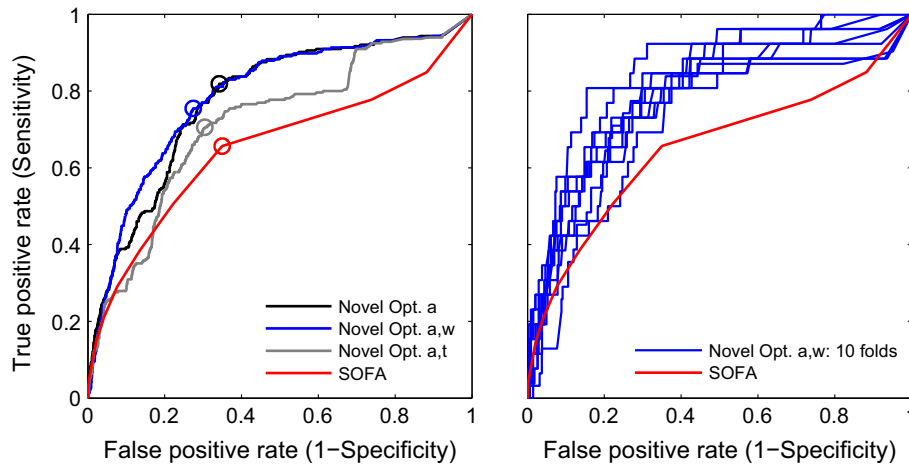 True positive rate (Sensitivity)
1
0.8
0.6
0.4
0.2
0
0 0.2 0.4 0.6 0.8 1
False positive rate (1−Specificity)
Novel Opt. a
Novel Opt. a,w
Novel Opt. a,t
SOFA
0 0.2 0.4 0.6 0.8 1
False positive rate (1−Specificity)
Novel Opt. a,w: 10 folds
SOFA